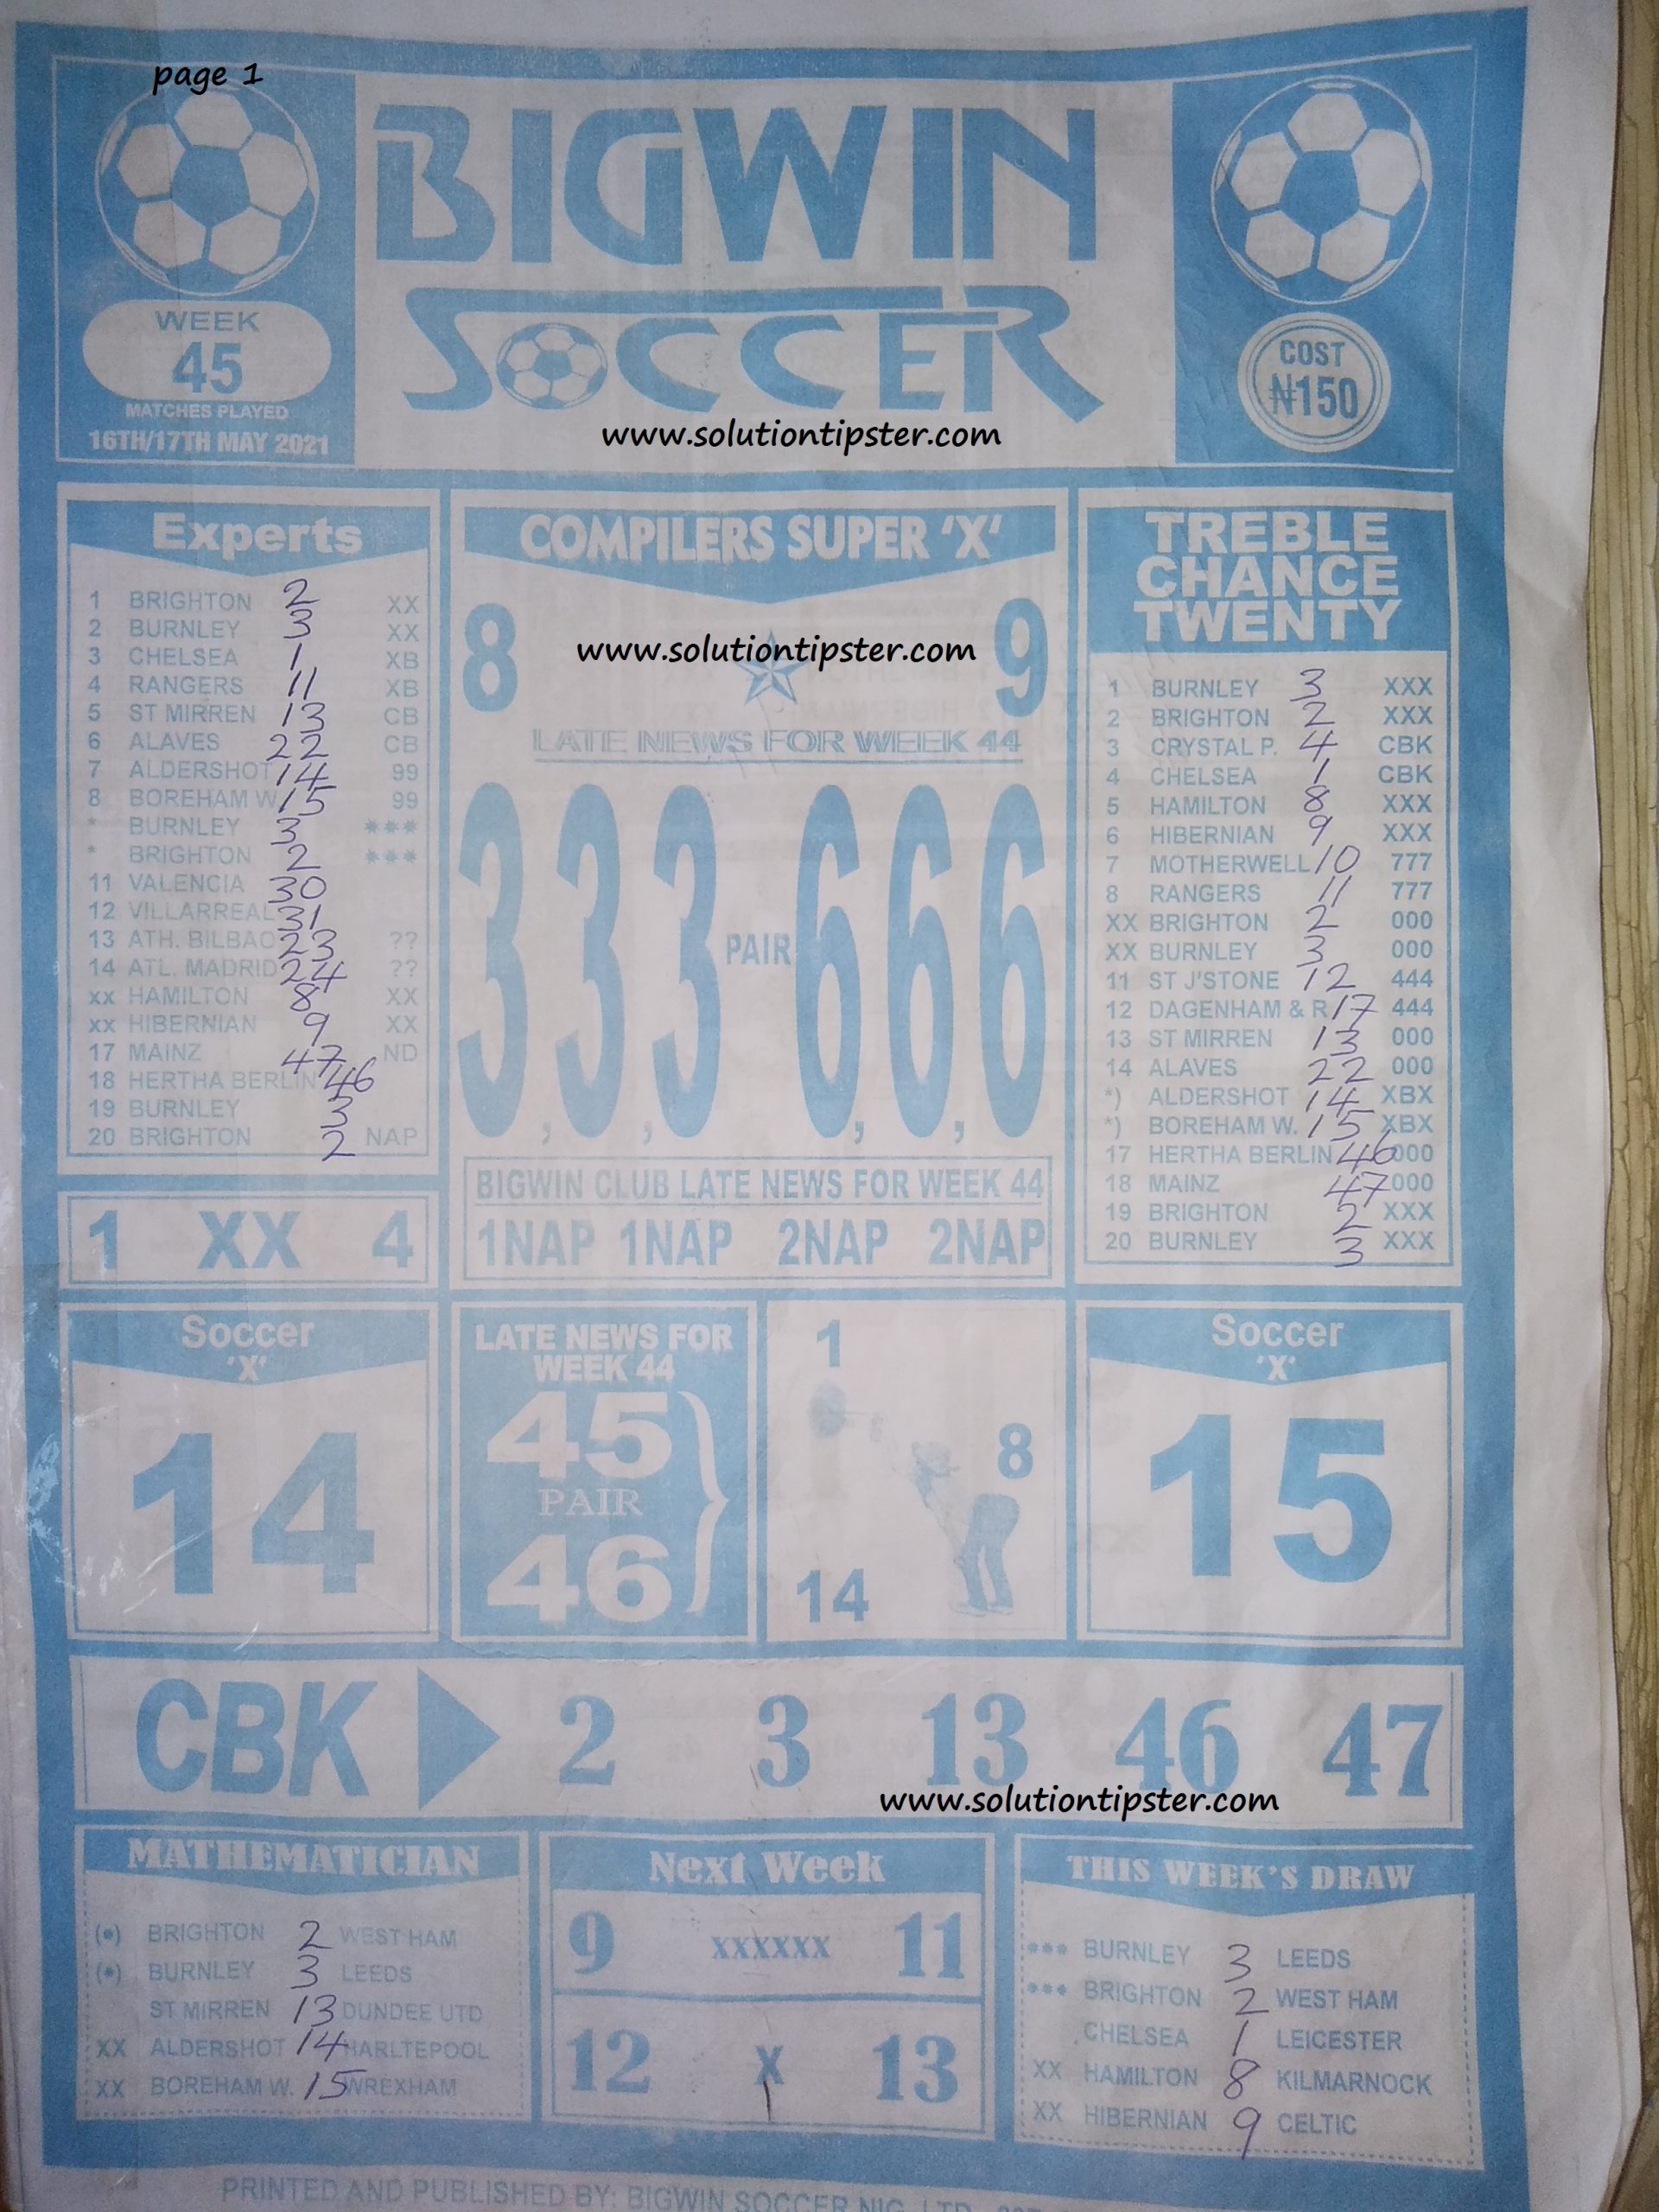 page 1
BIGWIN
SOCCER
WEEK
45
MATCHES PLAYED
16TH/17TH MAY 2021
COST
₦150
www.solutiontipster.com
Experts
1 BRIGHTON 2 XX
2 BURNLEY 3 XX
3 CHELSEA 1 XB
4 RANGERS 11 XB
5 ST MIRREN 13 CB
6 ALAVES 22 CB
7 ALDERSHOT 14 99
8 BOREHAM W 15 99
* BURNLEY 3 ***
* BRIGHTON 2 ***
11 VALENCIA 30
12 VILLARREAL 31
13 ATH. BILBAO 23 ??
14 ATL. MADRID 24 ??
xx HAMILTON 8 XX
xx HIBERNIAN 9 XX
17 MAINZ 47 ND
18 HERTHA BERLIN 46
19 BURNLEY 3
20 BRIGHTON 2 NAP
1 XX 4
COMPILERS SUPER 'X'
8 9
www.solutiontipster.com
LATE NEWS FOR WEEK 44
3,3,3 PAIR 6,6,6
BIGWIN CLUB LATE NEWS FOR WEEK 44
1NAP 1NAP 2NAP 2NAP
TREBLE
CHANCE
TWENTY
1 BURNLEY 3 XXX
2 BRIGHTON 2 XXX
3 CRYSTAL P. 4 CBK
4 CHELSEA 1 CBK
5 HAMILTON 8 XXX
6 HIBERNIAN 9 XXX
7 MOTHERWELL 10 777
8 RANGERS 11 777
XX BRIGHTON 2 000
XX BURNLEY 3 000
11 ST J'STONE 12 444
12 DAGENHAM & R 17 444
13 ST MIRREN 13 000
14 ALAVES 22 000
*) ALDERSHOT 14 XBX
*) BOREHAM W. 15 XBX
17 HERTHA BERLIN 46 000
18 MAINZ 47 000
19 BRIGHTON 2 XXX
20 BURNLEY 3 XXX
Soccer
'X'
14
LATE NEWS FOR
WEEK 44
45
PAIR
46
1
8
14
Soccer
'X'
15
CBK 2 3 13 46 47
www.solutiontipster.com
MATHEMATICIAN
(•) BRIGHTON 2 WEST HAM
(•) BURNLEY 3 LEEDS
ST MIRREN 13 DUNDEE UTD
XX ALDERSHOT 14 HARLTEPOOL
XX BOREHAM W. 15 WREXHAM
Next Week
9 XXXXXX 11
12 X 13
THIS WEEK'S DRAW
*** BURNLEY 3 LEEDS
*** BRIGHTON 2 WEST HAM
CHELSEA 1 LEICESTER
XX HAMILTON 8 KILMARNOCK
XX HIBERNIAN 9 CELTIC
PRINTED AND PUBLISHED BY: BIGWIN SOCCER NIG. LTD